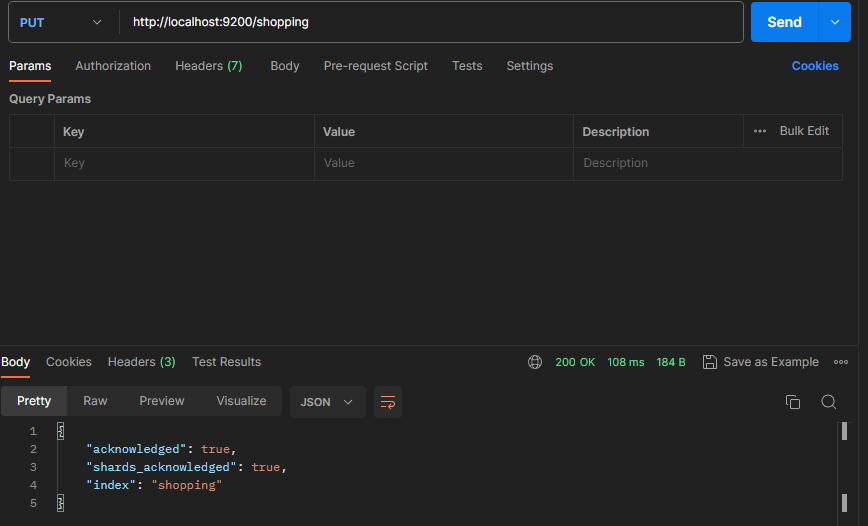 PUT http://localhost:9200/shopping Send
Params Authorization Headers (7) Body Pre-request Script Tests Settings Cookies
Query Params
Key Value Description ••• Bulk Edit
Key Value Description
Body Cookies Headers (3) Test Results 200 OK 108 ms 184 B Save as Example •••
Pretty Raw Preview Visualize JSON
1 {
2 "acknowledged": true,
3 "shards_acknowledged": true,
4 "index": "shopping"
5 }